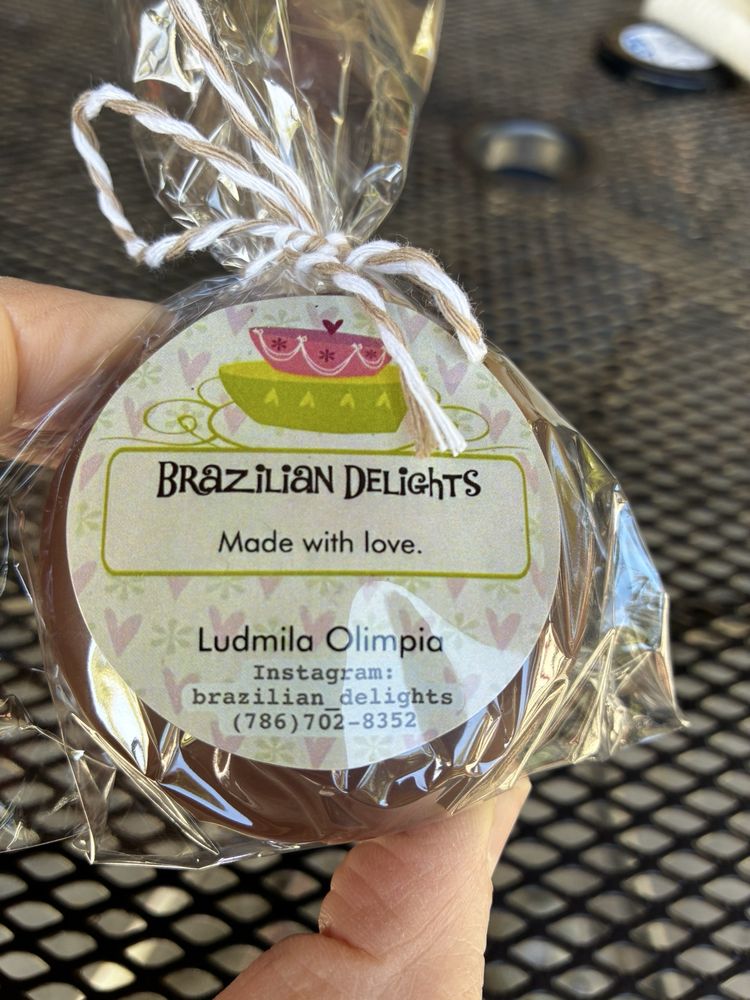 BRAZILIAN DELIGHTS
Made with love.
Ludmila Olimpia
Instagram:
brazilian_delights
(786)702-8352